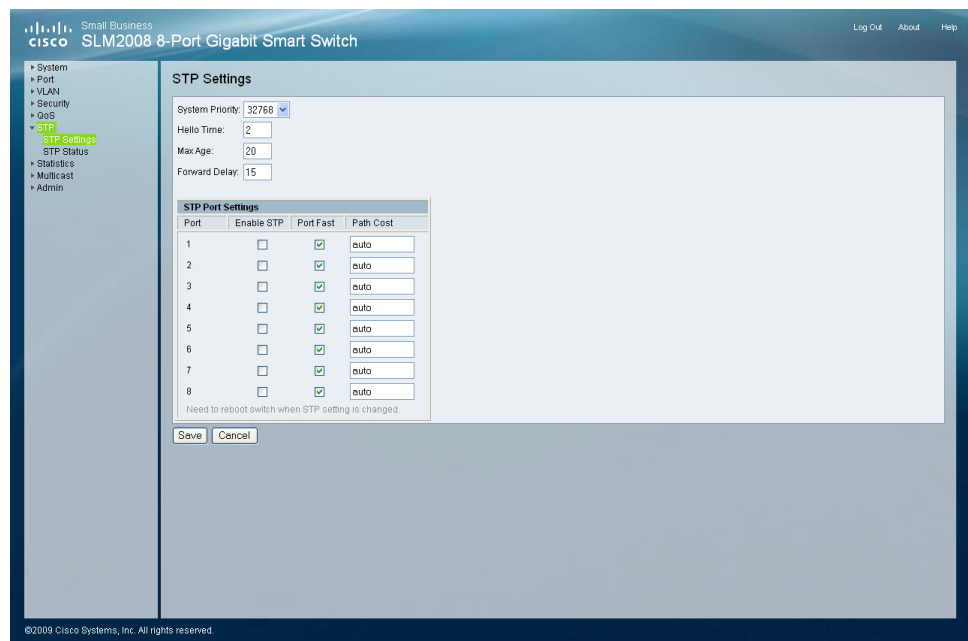 Small Business
CISCO SLM2008 8-Port Gigabit Smart Switch
Log Out About Help
System
Port
VLAN
Security
QoS
STP
STP Settings
STP Status
Statistics
Multicast
Admin
STP Settings
System Priority: 32768
Hello Time: 2
Max Age: 20
Forward Delay: 15
STP Port Settings
Port Enable STP Port Fast Path Cost
1 auto
2 auto
3 auto
4 auto
5 auto
6 auto
7 auto
8 auto
Need to reboot switch when STP setting is changed.
Save Cancel
©2009 Cisco Systems, Inc. All rights reserved.